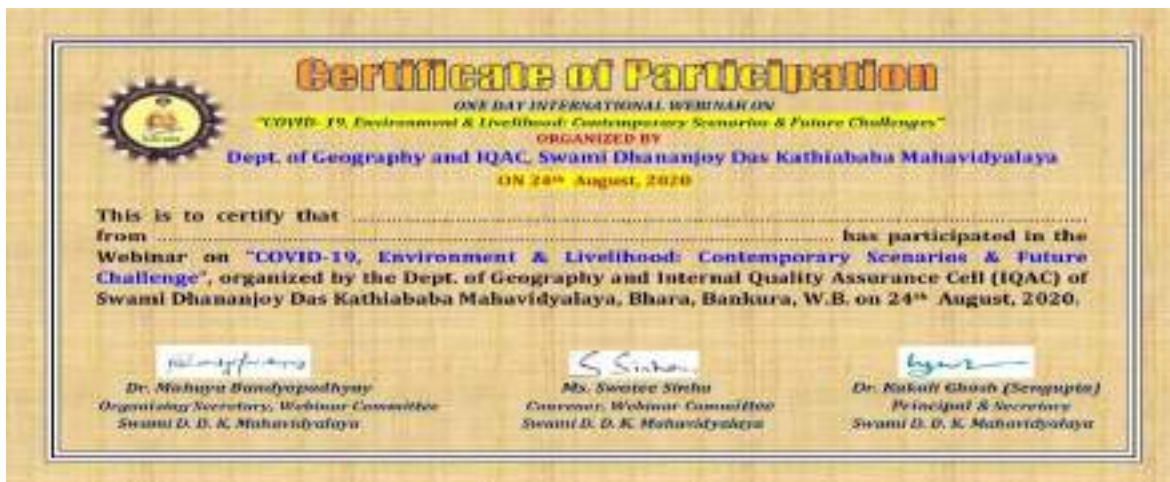 Certificate of Participation
ONE DAY INTERNATIONAL WEBINAR ON
"COVID- 19, Environment & Livelihood: Contemporary Scenarios & Future Challenges"
ORGANIZED BY
Dept. of Geography and IQAC, Swami Dhananjoy Das Kathiababa Mahavidyalaya
ON 24th August, 2020
This is to certify that ........................................................................
from ........................................................................ has participated in the
Webinar on "COVID-19, Environment & Livelihood: Contemporary Scenarios & Future
Challenge", organized by the Dept. of Geography and Internal Quality Assurance Cell (IQAC) of
Swami Dhananjoy Das Kathiababa Mahavidyalaya, Bhara, Bankura, W.B. on 24th August, 2020.
S Sinha
Dr. Mahuya Bandyopadhyay
Organizing Secretary, Webinar Committee
Swami D. D. K. Mahavidyalaya
Ms. Swatee Sinha
Convenor, Webinar Committee
Swami D. D. K. Mahavidyalaya
Dr. Kakali Ghosh (Sengupta)
Principal & Secretary
Swami D. D. K. Mahavidyalaya